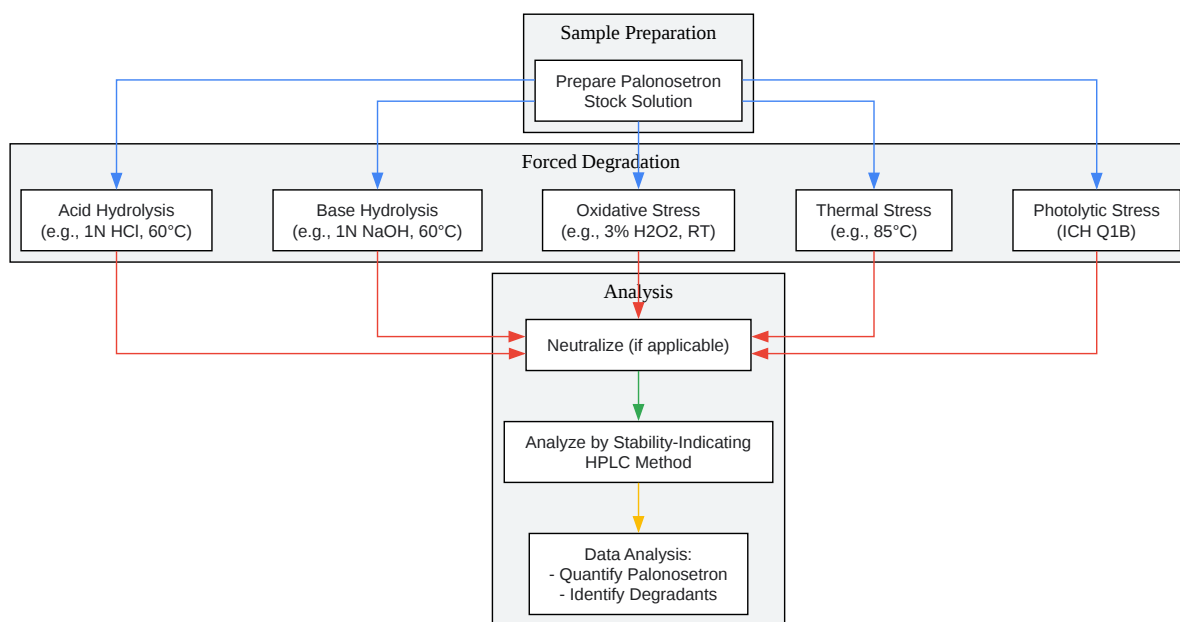 Sample Preparation
Prepare Palonosetron
Stock Solution
Forced Degradation
Acid Hydrolysis
(e.g., 1N HCl, 60°C)
Base Hydrolysis
(e.g., 1N NaOH, 60°C)
Oxidative Stress
(e.g., 3% H2O2, RT)
Thermal Stress
(e.g., 85°C)
Photolytic Stress
(ICH Q1B)
Analysis
Neutralize (if applicable)
Analyze by Stability-Indicating
HPLC Method
Data Analysis:
- Quantify Palonosetron
- Identify Degradants